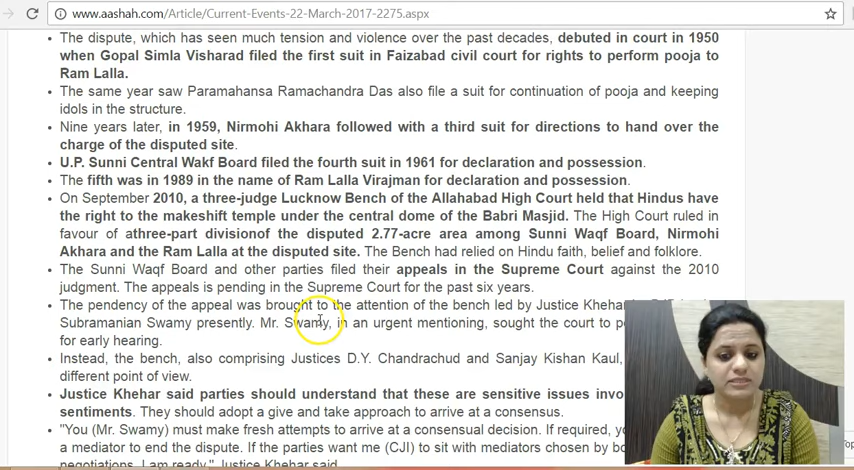 www.aashah.com/Article/Current-Events-22-March-2017-2275.aspx
• The dispute, which has seen much tension and violence over the past decades, debuted in court in 1950
when Gopal Simla Visharad filed the first suit in Faizabad civil court for rights to perform pooja to
Ram Lalla.
• The same year saw Paramahansa Ramachandra Das also file a suit for continuation of pooja and keeping
idols in the structure.
• Nine years later, in 1959, Nirmohi Akhara followed with a third suit for directions to hand over the
charge of the disputed site.
• U.P. Sunni Central Wakf Board filed the fourth suit in 1961 for declaration and possession.
• The fifth was in 1989 in the name of Ram Lalla Virajman for declaration and possession.
• On September 2010, a three-judge Lucknow Bench of the Allahabad High Court held that Hindus have
the right to the makeshift temple under the central dome of the Babri Masjid. The High Court ruled in
favour of athree-part divisionof the disputed 2.77-acre area among Sunni Waqf Board, Nirmohi
Akhara and the Ram Lalla at the disputed site. The Bench had relied on Hindu faith, belief and folklore.
• The Sunni Waqf Board and other parties filed their appeals in the Supreme Court against the 2010
judgment. The appeals is pending in the Supreme Court for the past six years.
• The pendency of the appeal was brought to the attention of the bench led by Justice Khehar
Subramanian Swamy presently. Mr. Swamy, in an urgent mentioning, sought the court to
for early hearing.
• Instead, the bench, also comprising Justices D.Y. Chandrachud and Sanjay Kishan Kaul,
different point of view.
• Justice Khehar said parties should understand that these are sensitive issues
sentiments. They should adopt a give and take approach to arrive at a consensus.
• "You (Mr. Swamy) must make fresh attempts to arrive at a consensual decision. If required,
a mediator to end the dispute. If the parties want me (CJI) to sit with mediators chosen by
negotiations, I am ready," Justice Khehar said.